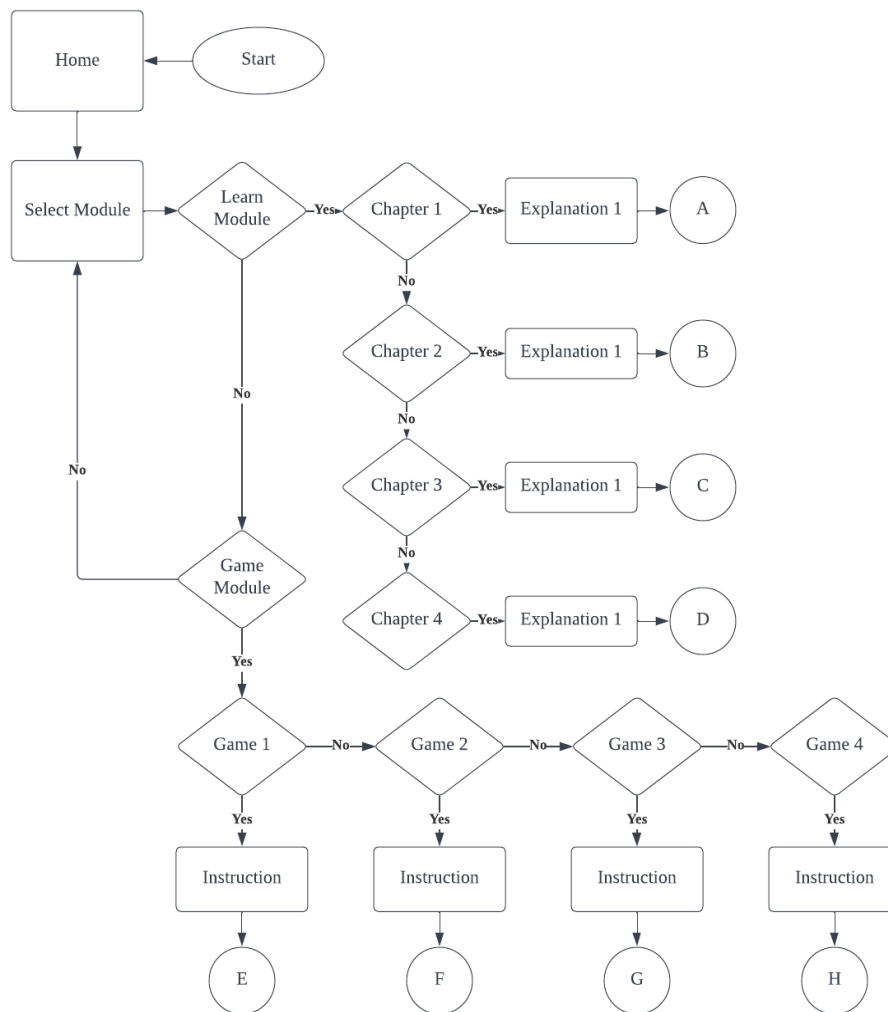 Home
Start
Select Module
Learn
Module
Yes
Chapter 1
Yes
Explanation 1
A
No
Chapter 2
Yes
Explanation 1
B
No
No
Chapter 3
Yes
Explanation 1
C
No
No
Game
Module
Chapter 4
Yes
Explanation 1
D
Yes
Game 1
No
Game 2
No
Game 3
No
Game 4
Yes
Yes
Yes
Yes
Instruction
Instruction
Instruction
Instruction
E
F
G
H